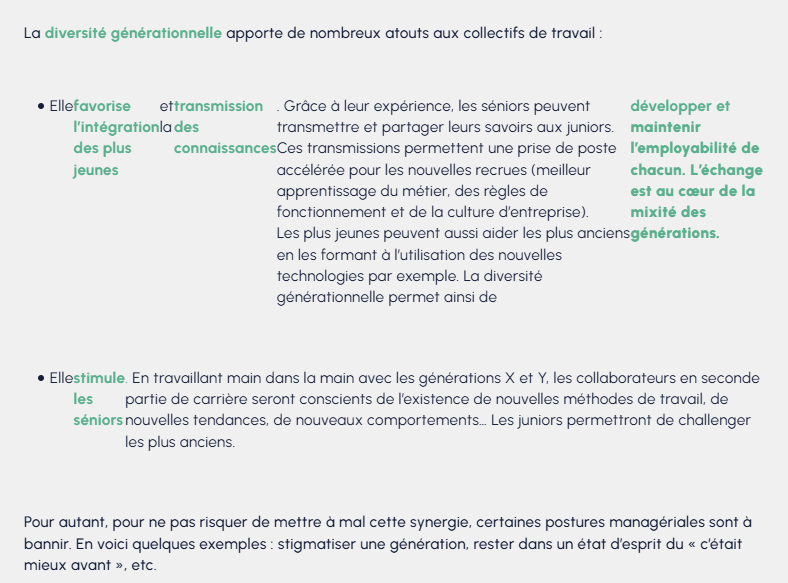 La diversité générationnelle apporte de nombreux atouts aux collectifs de travail :
• Elle favorise l'intégration des plus jeunes et la transmission des connaissances. Grâce à leur expérience, les séniors peuvent
transmettre et partager leurs savoirs aux juniors.
Ces transmissions permettent une prise de poste
accélérée pour les nouvelles recrues (meilleur
apprentissage du métier, des règles de
fonctionnement et de la culture d'entreprise).
Les plus jeunes peuvent aussi aider les plus anciens
en les formant à l'utilisation des nouvelles
technologies par exemple. La diversité
générationnelle permet ainsi de
développer et
maintenir
l'employabilité de
chacun. L'échange
est au cœur de la
mixité des
générations.
• Elle stimule les séniors. En travaillant main dans la main avec les générations X et Y, les collaborateurs en seconde
partie de carrière seront conscients de l'existence de nouvelles méthodes de travail, de
nouvelles tendances, de nouveaux comportements… Les juniors permettront de challenger
les plus anciens.
Pour autant, pour ne pas risquer de mettre à mal cette synergie, certaines postures managériales sont à
bannir. En voici quelques exemples : stigmatiser une génération, rester dans un état d'esprit du « c'était
mieux avant », etc.